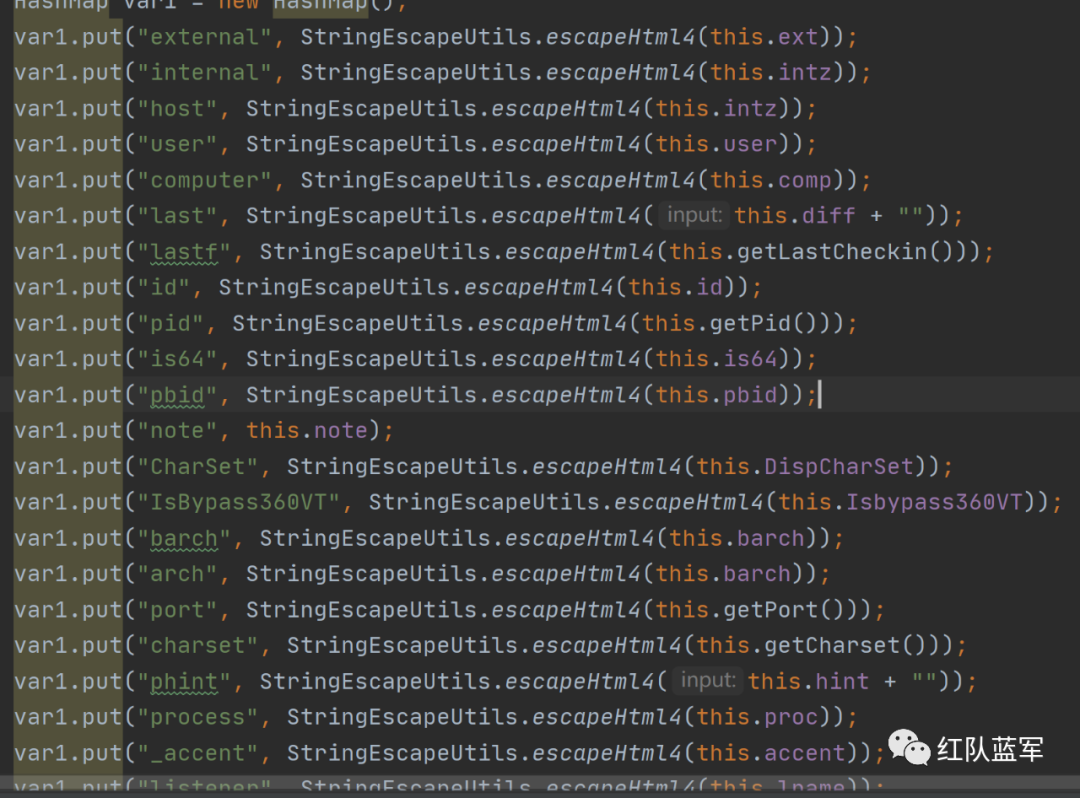 HashMap var1 = new HashMap();
var1.put("external", StringEscapeUtils.escapeHtml4(this.ext));
var1.put("internal", StringEscapeUtils.escapeHtml4(this.intz));
var1.put("host", StringEscapeUtils.escapeHtml4(this.intz));
var1.put("user", StringEscapeUtils.escapeHtml4(this.user));
var1.put("computer", StringEscapeUtils.escapeHtml4(this.comp));
var1.put("last", StringEscapeUtils.escapeHtml4( input: this.diff + ""));
var1.put("lastf", StringEscapeUtils.escapeHtml4(this.getLastCheckin()));
var1.put("id", StringEscapeUtils.escapeHtml4(this.id));
var1.put("pid", StringEscapeUtils.escapeHtml4(this.getPid()));
var1.put("is64", StringEscapeUtils.escapeHtml4(this.is64));
var1.put("pbid", StringEscapeUtils.escapeHtml4(this.pbid));
var1.put("note", this.note);
var1.put("CharSet", StringEscapeUtils.escapeHtml4(this.DispCharSet));
var1.put("IsBypass360VT", StringEscapeUtils.escapeHtml4(this.Isbypass360VT));
var1.put("barch", StringEscapeUtils.escapeHtml4(this.barch));
var1.put("arch", StringEscapeUtils.escapeHtml4(this.barch));
var1.put("port", StringEscapeUtils.escapeHtml4(this.getPort()));
var1.put("charset", StringEscapeUtils.escapeHtml4(this.getCharset()));
var1.put("phint", StringEscapeUtils.escapeHtml4( input: this.hint + ""));
var1.put("process", StringEscapeUtils.escapeHtml4(this.proc));
var1.put("_accent", StringEscapeUtils.escapeHtml4(this.accent));
红队蓝军
var1.put("listener", StringEscapeUtils.escapeHtml4(this.lname));